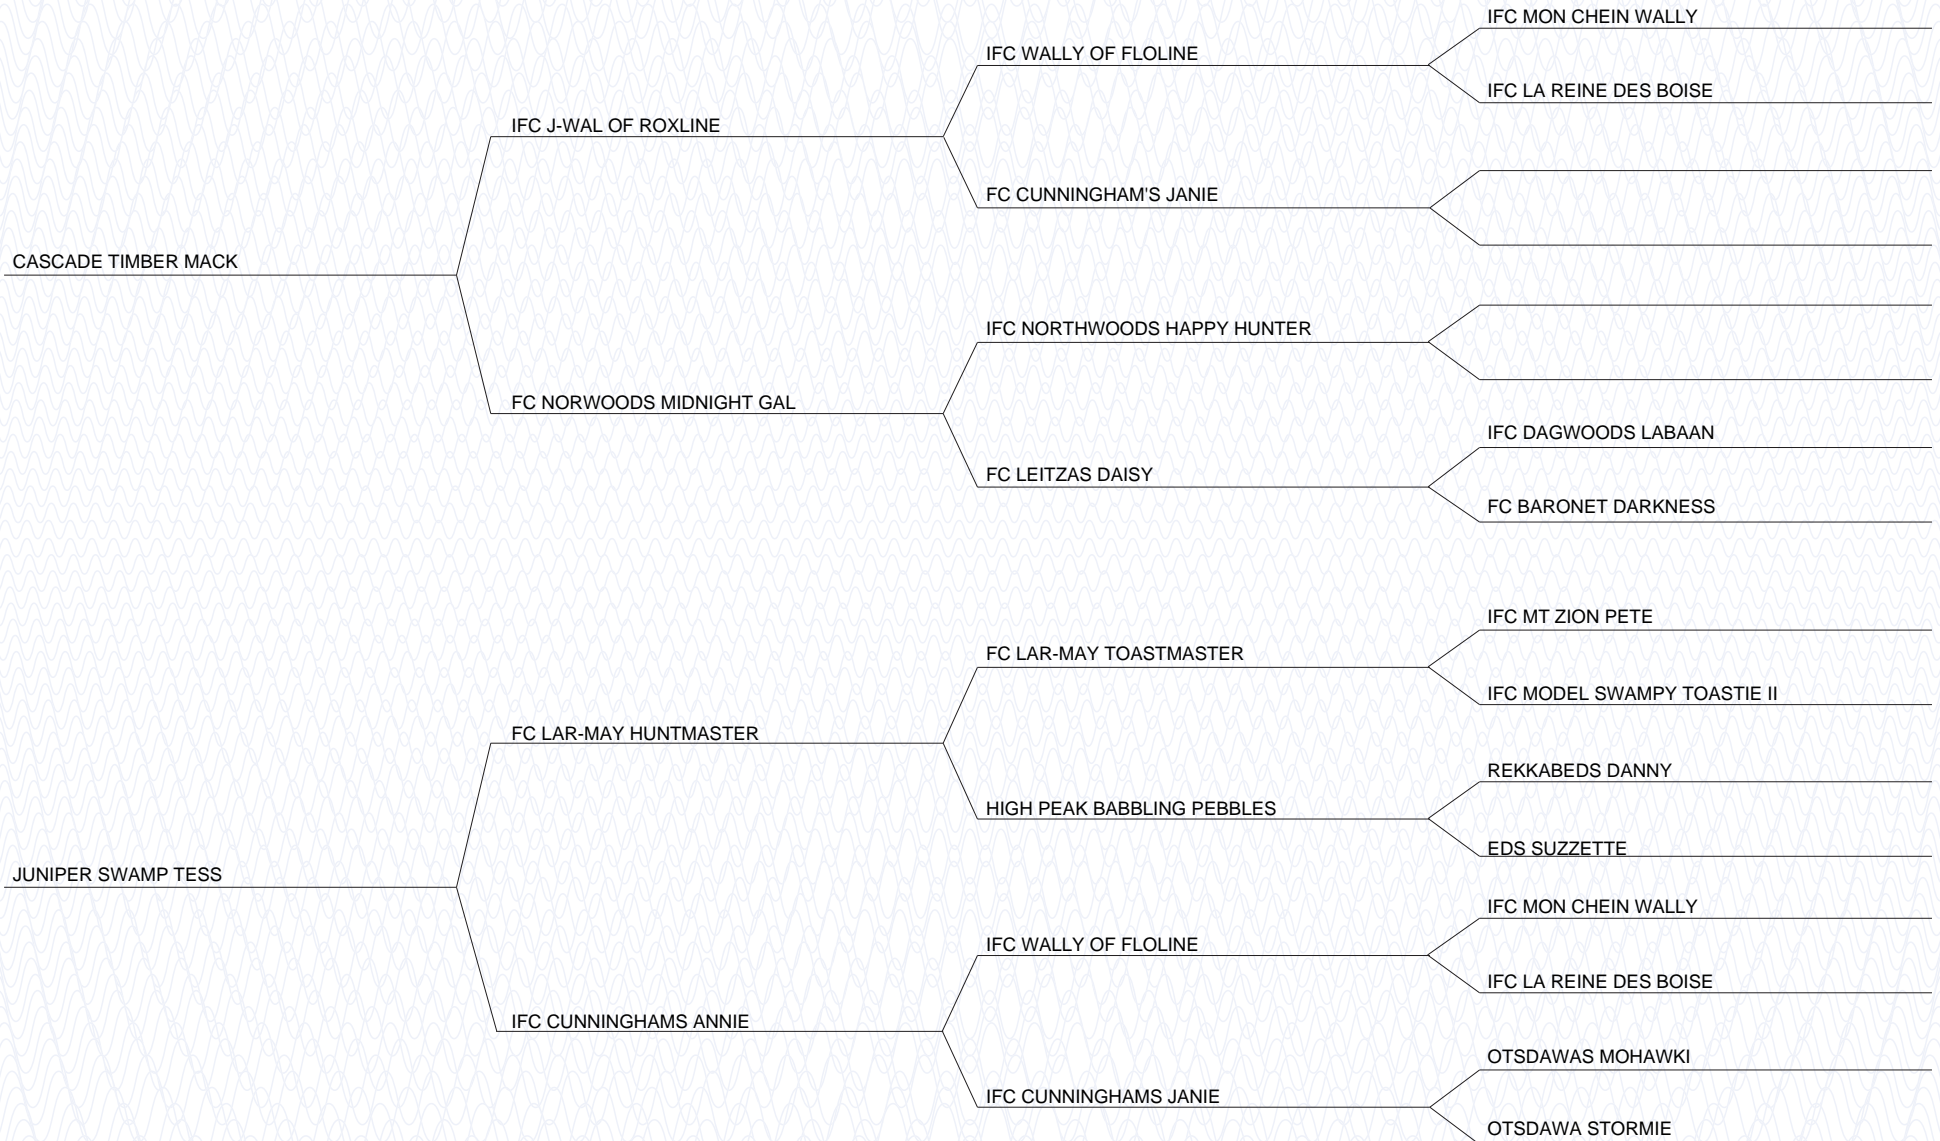 CASCADE TIMBER MACK
IFC J-WAL OF ROXLINE
IFC WALLY OF FLOLINE
IFC MON CHEIN WALLY
IFC LA REINE DES BOISE
FC CUNNINGHAM'S JANIE
FC NORWOODS MIDNIGHT GAL
IFC NORTHWOODS HAPPY HUNTER
FC LEITZAS DAISY
IFC DAGWOODS LABAAN
FC BARONET DARKNESS
JUNIPER SWAMP TESS
FC LAR-MAY HUNTMASTER
FC LAR-MAY TOASTMASTER
IFC MT ZION PETE
IFC MODEL SWAMPY TOASTIE II
HIGH PEAK BABBLING PEBBLES
REKKABEDS DANNY
EDS SUZZETTE
IFC CUNNINGHAMS ANNIE
IFC WALLY OF FLOLINE
IFC MON CHEIN WALLY
IFC LA REINE DES BOISE
IFC CUNNINGHAMS JANIE
OTSDAWAS MOHAWKI
OTSDAWA STORMIE